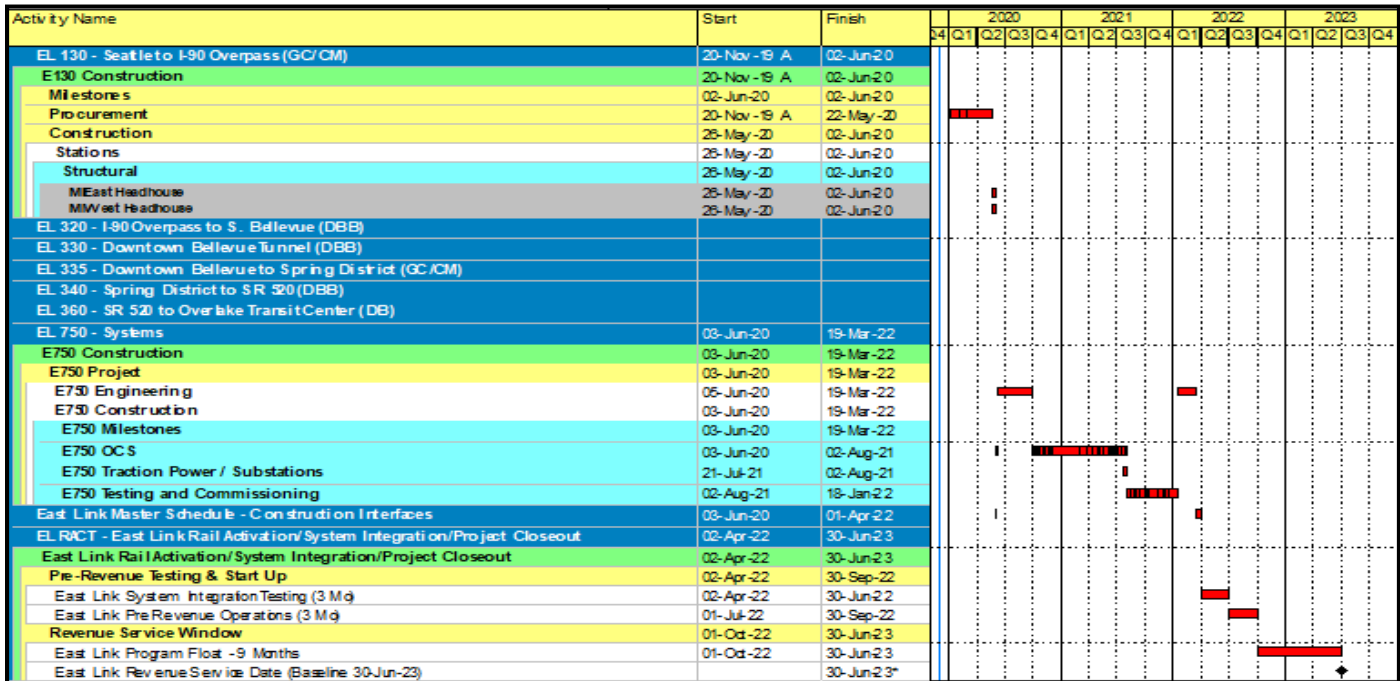 Activity Name Start Finish 2020 2021 2022 2023
Q4 Q1 Q2 Q3 Q4 Q1 Q2 Q3 Q4 Q1 Q2 Q3 Q4 Q1 Q2 Q3 Q4
EL 130 - Seattle to I-90 Overpass (GC/CM) 20-Nov-19 A 02-Jun-20
E130 Construction 20-Nov-19 A 02-Jun-20
Milestones 02-Jun-20 02-Jun-20
Procurement 20-Nov-19 A 22-May-20
Construction 26-May-20 02-Jun-20
Stations 26-May-20 02-Jun-20
Structural 26-May-20 02-Jun-20
MI East Headhouse 26-May-20 02-Jun-20
MI West Headhouse 26-May-20 02-Jun-20
EL 320 - I-90 Overpass to S. Bellevue (DBB)
EL 330 - Downtown Bellevue Tunnel (DBB)
EL 335 - Downtown Bellevue to Spring District (GC/CM)
EL 340 - Spring District to SR 520 (DBB)
EL 360 - SR 520 to Overlake Transit Center (DB)
EL 750 - Systems 03-Jun-20 19-Mar-22
E750 Construction 03-Jun-20 19-Mar-22
E750 Project 03-Jun-20 19-Mar-22
E750 Engineering 05-Jun-20 19-Mar-22
E750 Construction 03-Jun-20 19-Mar-22
E750 Milestones 03-Jun-20 19-Mar-22
E750 OCS 03-Jun-20 02-Aug-21
E750 Traction Power / Substations 21-Jul-21 02-Aug-21
E750 Testing and Commissioning 02-Aug-21 18-Jan-22
East Link Master Schedule - Construction Interfaces 03-Jun-20 01-Apr-22
EL RACT - East Link Rail Activation/System Integration/Project Closeout 02-Apr-22 30-Jun-23
East Link Rail Activation/System Integration/Project Closeout 02-Apr-22 30-Jun-23
Pre-Revenue Testing & Start Up 02-Apr-22 30-Sep-22
East Link System Integration Testing (3 Mo) 02-Apr-22 30-Jun-22
East Link Pre Revenue Operations (3 Mo) 01-Jul-22 30-Sep-22
Revenue Service Window 01-Oct-22 30-Jun-23
East Link Program Float - 9 Months 01-Oct-22 30-Jun-23
East Link Revenue Service Date (Baseline 30-Jun-23) 30-Jun-23*